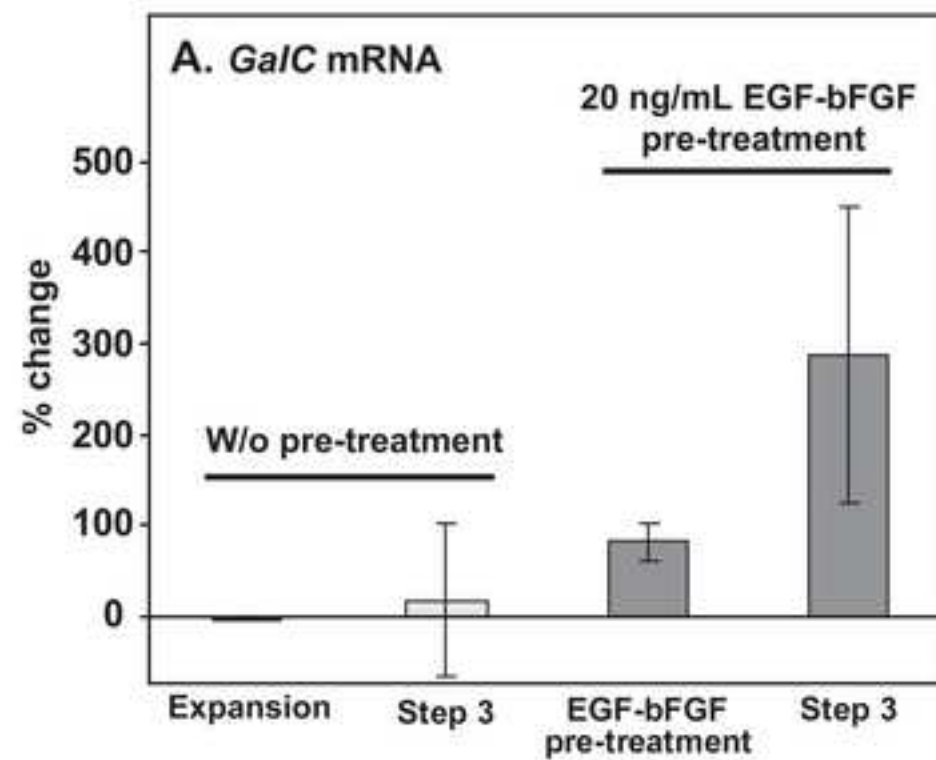 A. GalC mRNA
20 ng/mL EGF-bFGF
pre-treatment
W/o pre-treatment
% change
500
400
300
200
100
0
Expansion
Step 3
EGF-bFGF
pre-treatment
Step 3